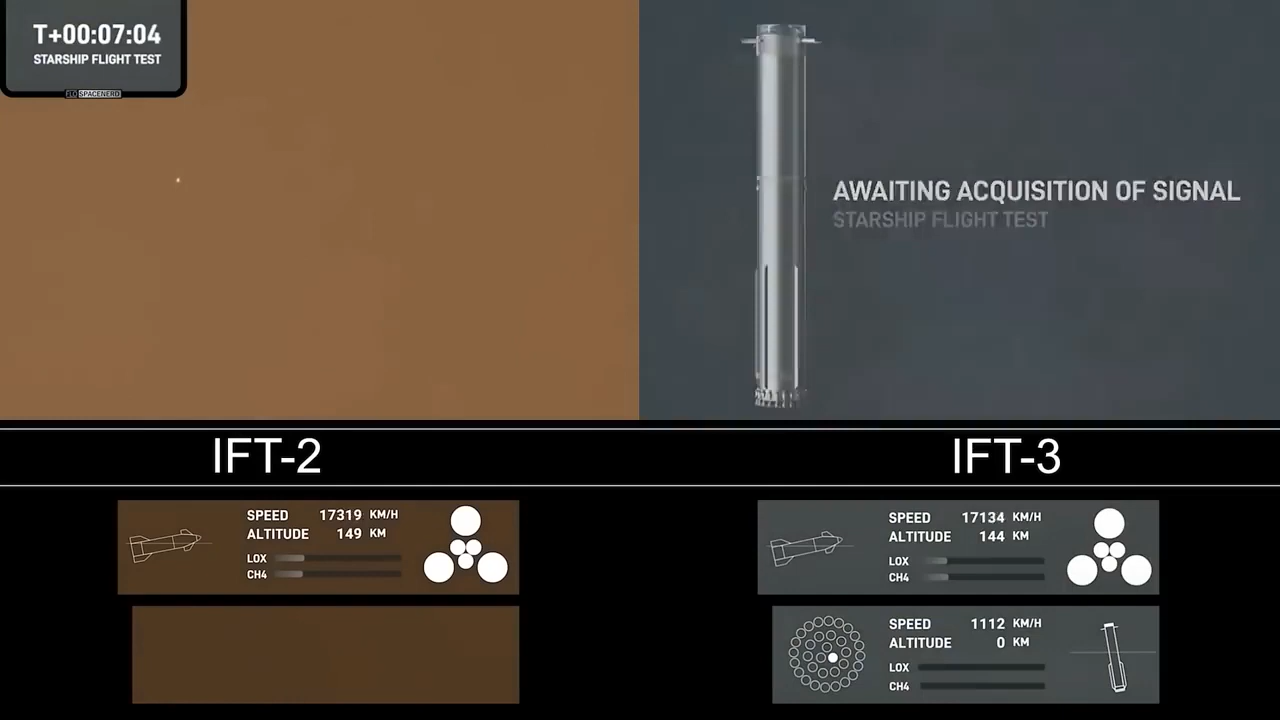 T+00:07:04
STARSHIP FLIGHT TEST
SPACENERD
AWAITING ACQUISITION OF SIGNAL
STARSHIP FLIGHT TEST
IFT-2
IFT-3
SPEED 17319 KM/H
ALTITUDE 149 KM
LOX
CH4
SPEED 17134 KM/H
ALTITUDE 144 KM
LOX
CH4
SPEED 1112 KM/H
ALTITUDE 0 KM
LOX
CH4